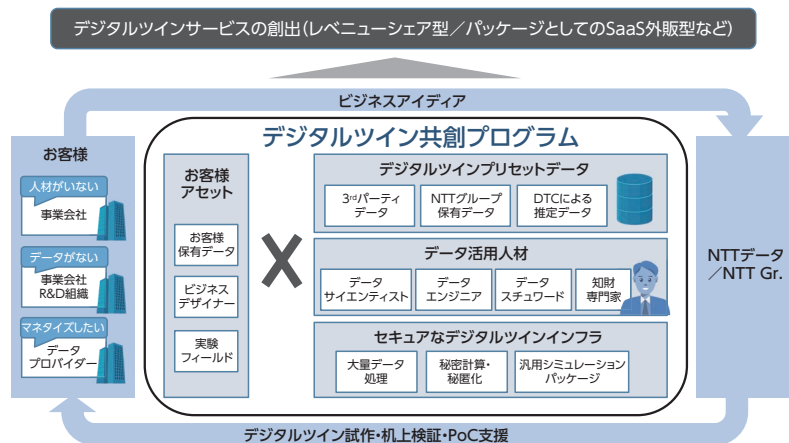 デジタルツインサービスの創出(レベニューシェア型／パッケージとしてのSaaS外販型など)
ビジネスアイディア
お客様
人材がいない
事業会社
データがない
事業会社
R&D組織
マネタイズしたい
データ
プロバイダー
デジタルツイン共創プログラム
お客様
アセット
お客様
保有データ
ビジネス
デザイナー
実験
フィールド
デジタルツインプリセットデータ
3rdパーティ
データ
NTTグループ
保有データ
DTCによる
推定データ
データ活用人材
データ
サイエンティスト
データ
エンジニア
データ
スチュワード
知財
専門家
セキュアなデジタルツインインフラ
大量データ
処理
秘密計算・
秘匿化
汎用シミュレーション
パッケージ
NTTデータ
／NTT Gr.
デジタルツイン試作・机上検証・PoC支援